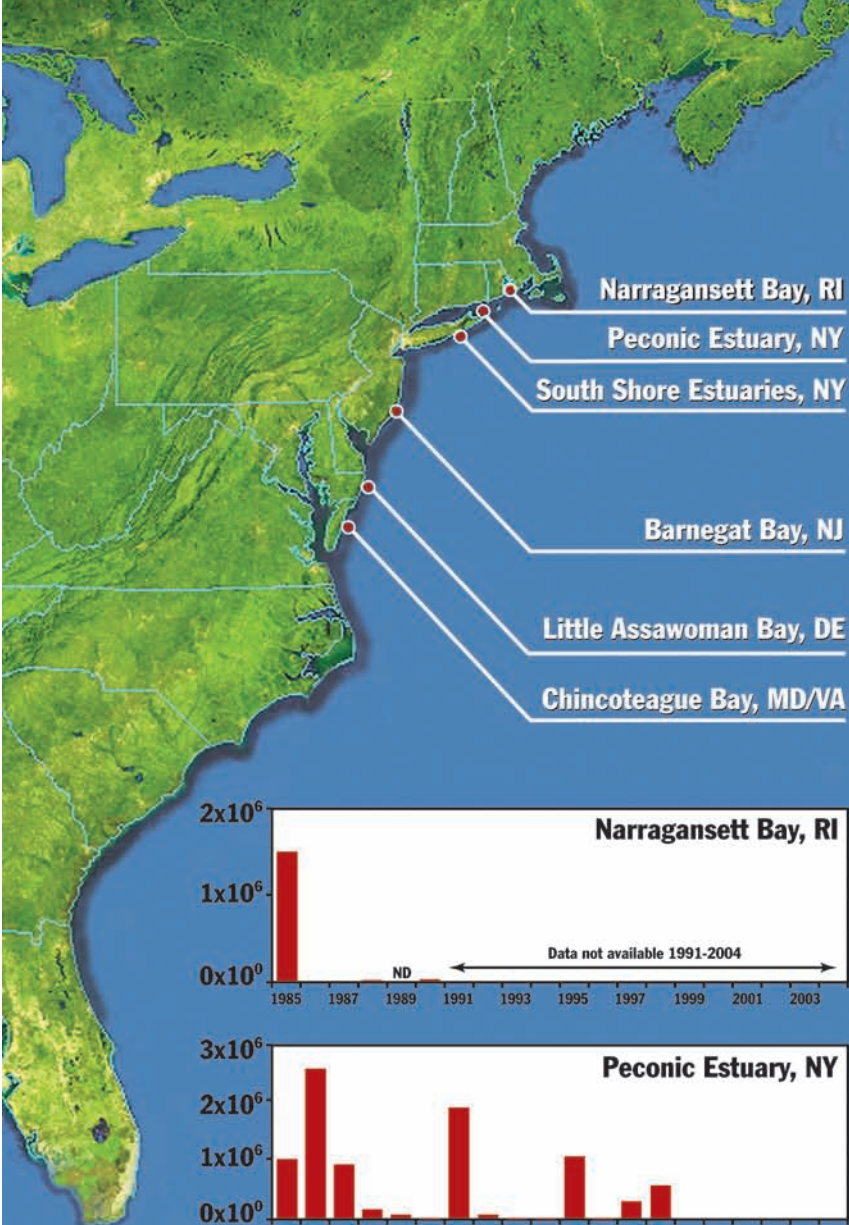 Narragansett Bay, RI
Peconic Estuary, NY
South Shore Estuaries, NY
Barnegat Bay, NJ
Little Assawoman Bay, DE
Chincoteague Bay, MD/VA
2x10⁶
Narragansett Bay, RI
1x10⁶
Data not available 1991-2004
ND
0x10⁰
1985 1987 1989 1991 1993 1995 1997 1999 2001 2003
3x10⁶
Peconic Estuary, NY
2x10⁶
1x10⁶
0x10⁰